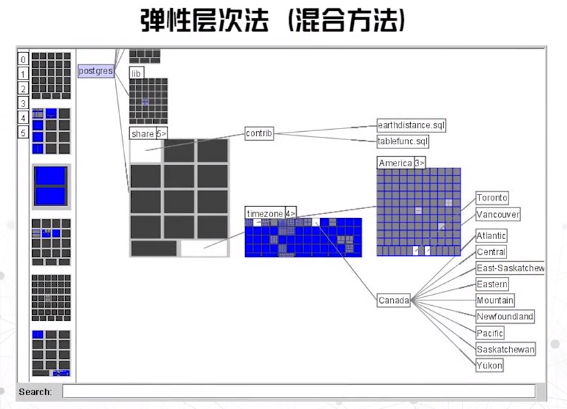 弹性层次法（混合方法）
0
1
2
3
4
5
postgres
lib
share 5>
contrib
earthdistance.sql
tablefunc.sql
America 3>
timezone 4>
Toronto
Vancouver
Atlantic
Central
East-Saskatchew
Eastern
Canada
Mountain
Newfoundland
Pacific
Saskatchewan
Yukon
Search: